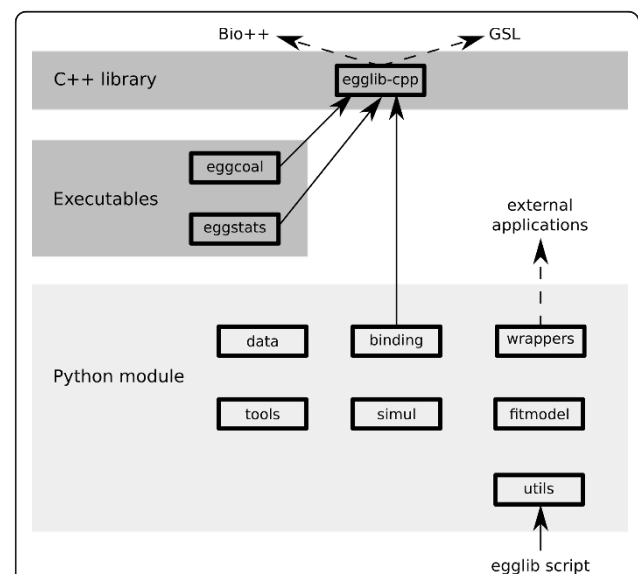 Bio++
GSL
C++ library
egglib-cpp
eggcoal
Executables
eggstats
external
applications
data
binding
wrappers
Python module
tools
simul
fitmodel
utils
egglib script